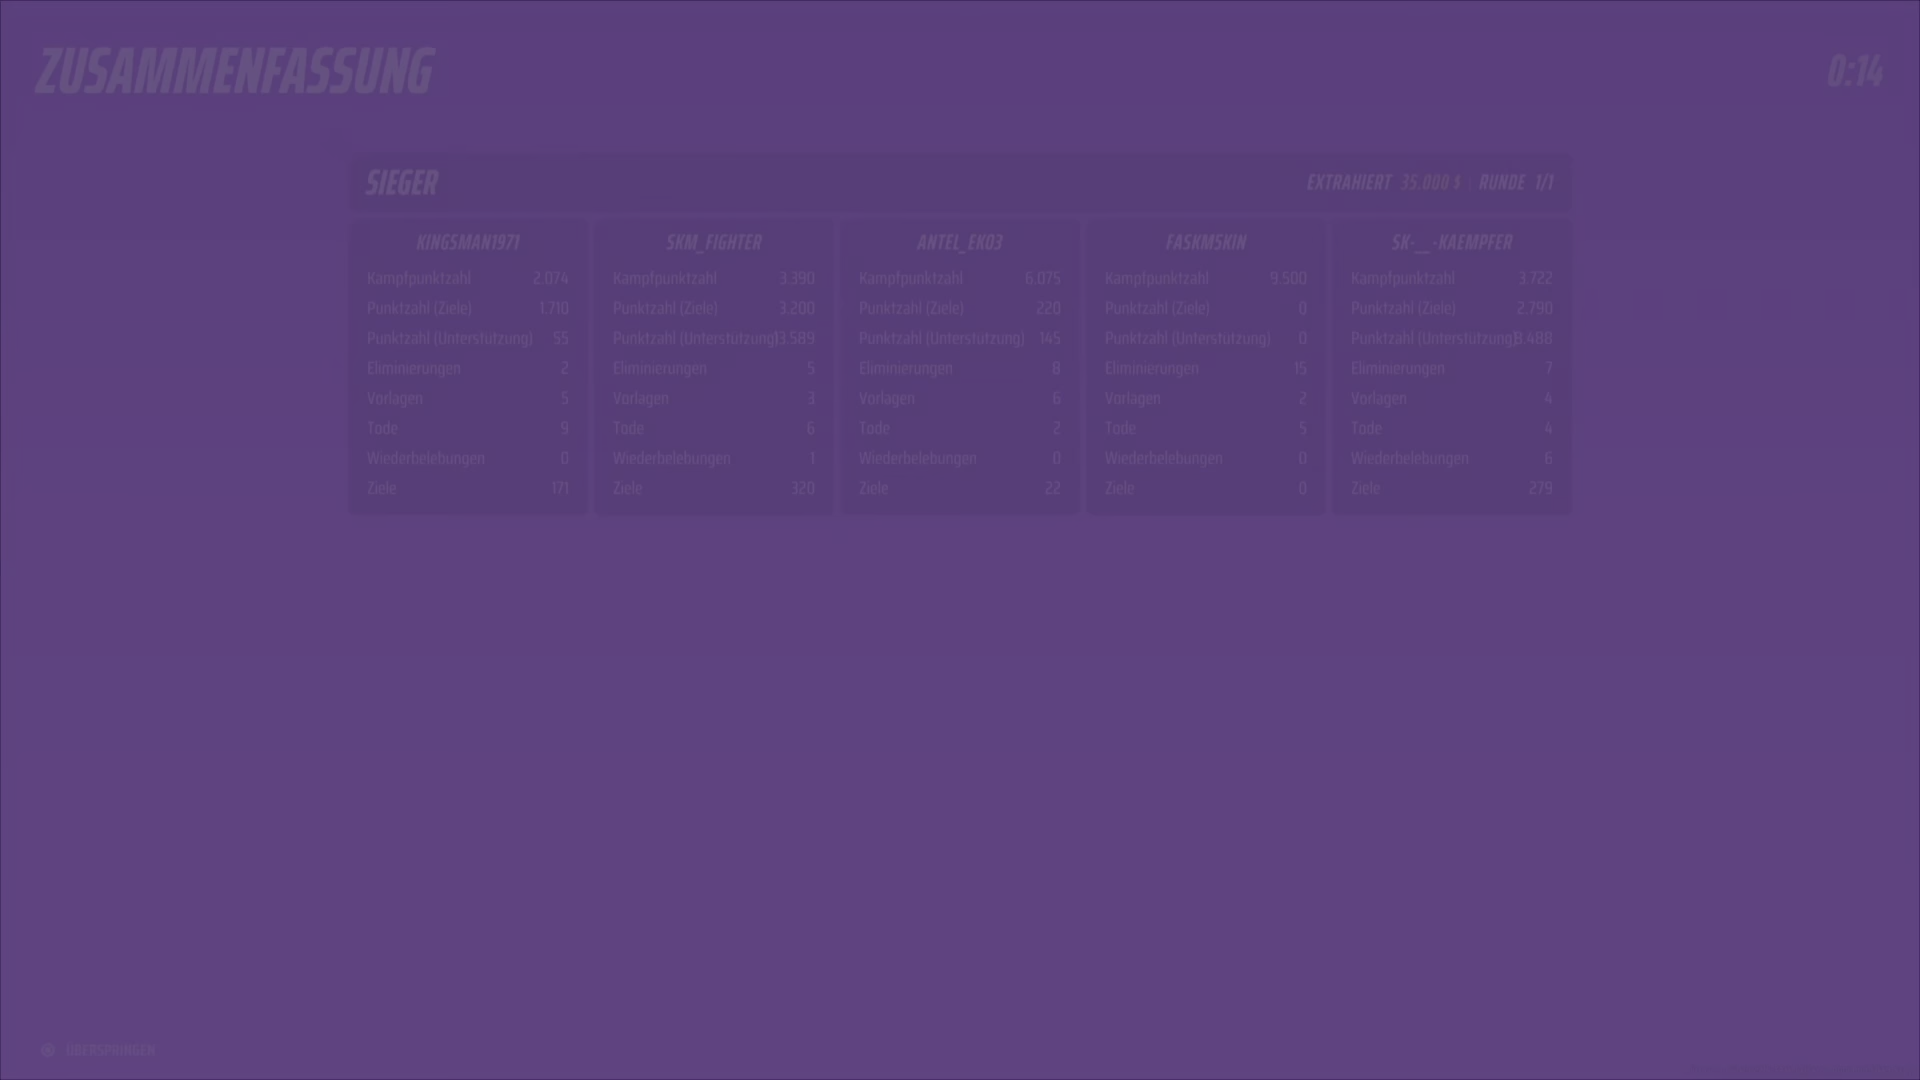 ZUSAMMENFASSUNG
0:14
SIEGER
EXTRAHIERT 35.000 $ RUNDE 1/1
KINGSMAN1971
Kampfpunktzahl 2.074
Punktzahl (Ziele) 1.710
Punktzahl (Unterstützung) 55
Eliminierungen 2
Vorlagen 5
Tode 9
Wiederbelebungen 0
Ziele 171
SKM_FIGHTER
Kampfpunktzahl 3.390
Punktzahl (Ziele) 3.200
Punktzahl (Unterstützung)
Eliminierungen 5
Vorlagen 3
Tode 6
Wiederbelebungen 1
Ziele 320
ANTEL_EK03
Kampfpunktzahl 6.075
Punktzahl (Ziele) 220
Punktzahl (Unterstützung) 145
Eliminierungen 8
Vorlagen 6
Tode 2
Wiederbelebungen 0
Ziele 22
FASKMSKIN
Kampfpunktzahl 9.500
Punktzahl (Ziele) 0
Punktzahl (Unterstützung) 0
Eliminierungen 15
Vorlagen 2
Tode 5
Wiederbelebungen 0
Ziele 0
SK-__-KAEMPFER
Kampfpunktzahl 3.722
Punktzahl (Ziele) 2.790
Punktzahl (Unterstützung)
Eliminierungen 7
Vorlagen 4
Tode 4
Wiederbelebungen 6
Ziele 279
ÜBERSPRINGEN